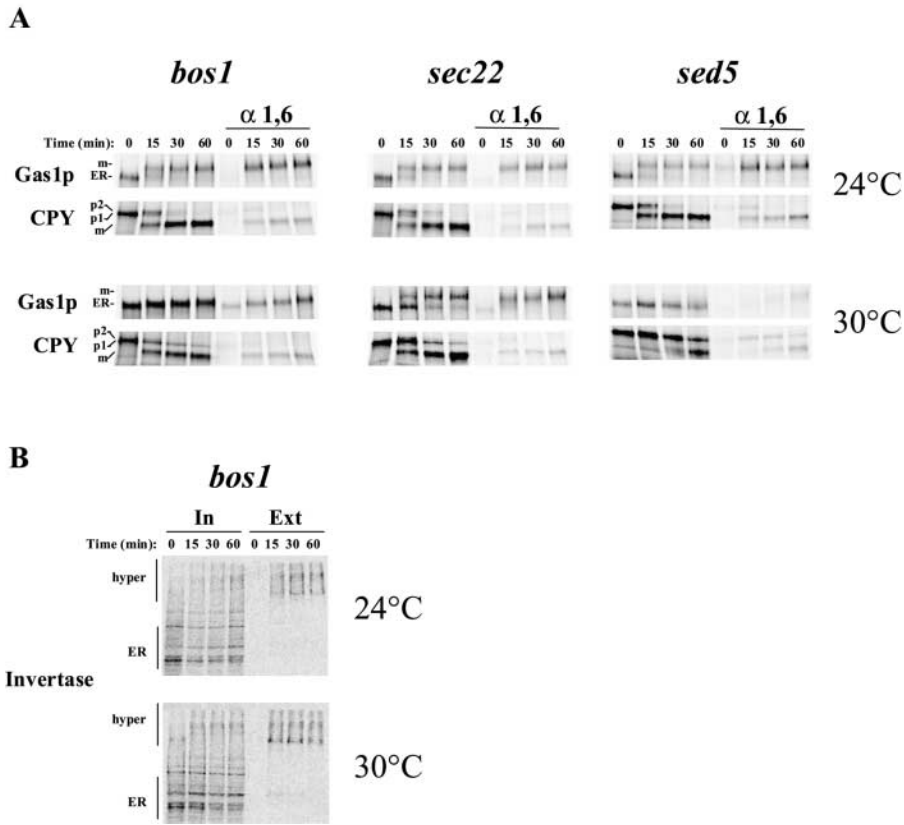 A
bos1 sec22 sed5
α 1,6 α 1,6 α 1,6
Time (min): 0 15 30 60 0 15 30 60 0 15 30 60 0 15 30 60 0 15 30 60 0 15 30 60
Gas1p m- ER- 24°C
CPY p2 p1 m
Gas1p m- ER- 30°C
CPY p2 p1 m
B
bos1
In Ext
Time (min): 0 15 30 60 0 15 30 60
hyper
24°C
ER
Invertase
hyper
30°C
ER